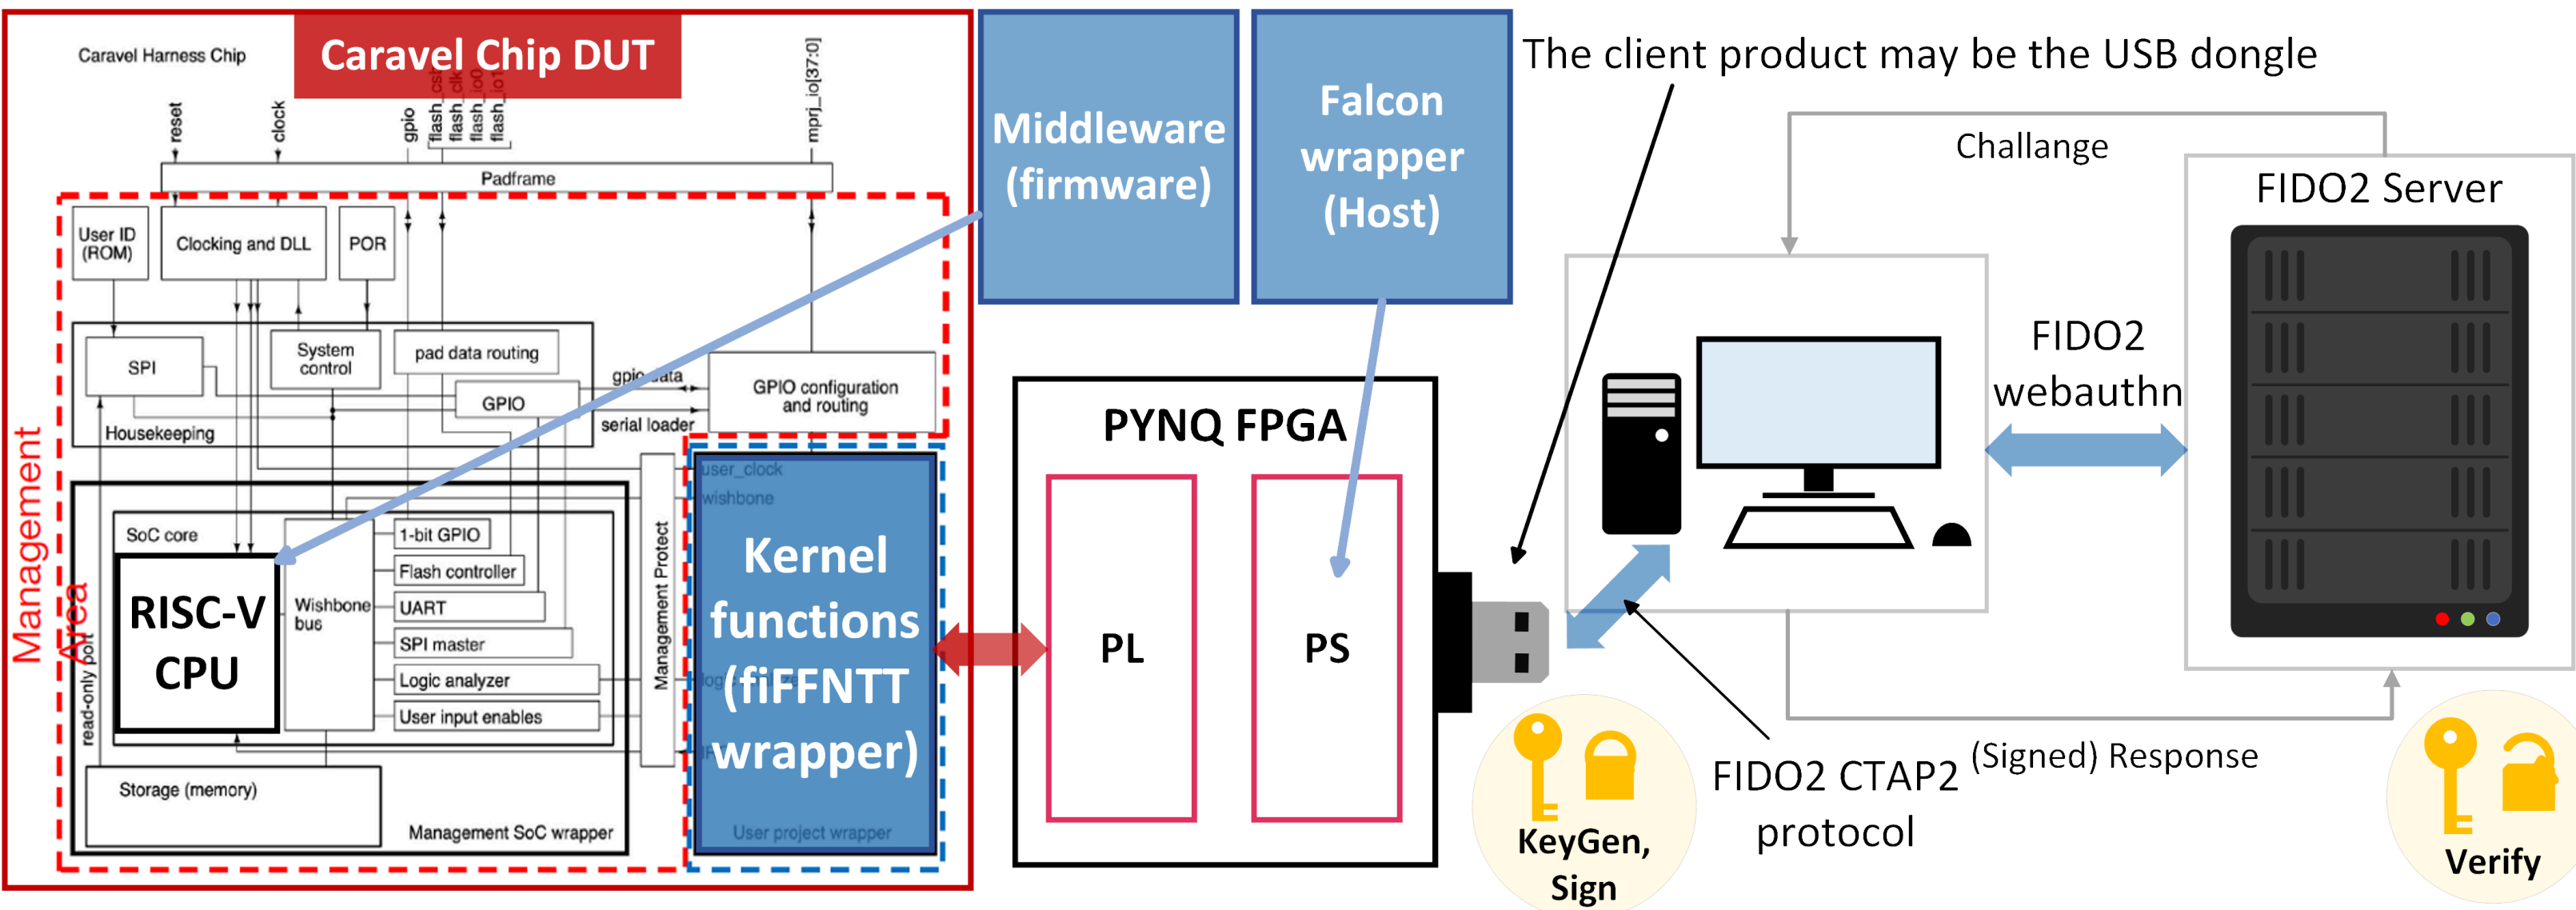 Caravel Harness Chip
Caravel Chip DUT
reset
clock
gpio
flash_csb
flash_clk
flash_io0
flash_io1
mprj_io[37:0]
Padframe
User ID
(ROM)
Clocking and DLL
POR
SPI
System
control
pad data routing
GPIO
Housekeeping
gpio data
serial loader
GPIO configuration
and routing
Management
Area
SoC core
RISC-V
CPU
Wishbone
bus
1-bit GPIO
Flash controller
UART
SPI master
Logic analyzer
User input enables
read-only port
Storage (memory)
Management SoC wrapper
Management Protect
user_clock
wishbone
Kernel
functions
(fiFFNTT
wrapper)
User project wrapper
Middleware
(firmware)
Falcon
wrapper
(Host)
PYNQ FPGA
PL
PS
The client product may be the USB dongle
Challange
FIDO2 Server
FIDO2
webauthn
(Signed) Response
FIDO2 CTAP2
protocol
KeyGen,
Sign
Verify